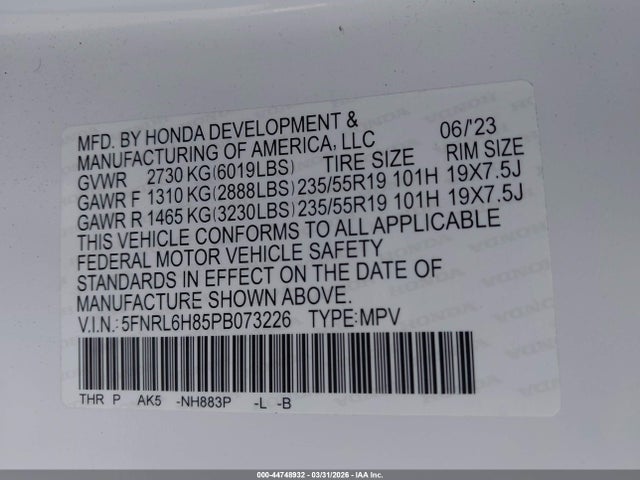 MFD. BY HONDA DEVELOPMENT & 06/'23
MANUFACTURING OF AMERICA, LLC
GVWR 2730 KG(6019LBS) TIRE SIZE RIM SIZE
GAWR F 1310 KG(2888LBS) 235/55R19 101H 19X7.5J
GAWR R 1465 KG(3230LBS) 235/55R19 101H 19X7.5J
THIS VEHICLE CONFORMS TO ALL APPLICABLE
FEDERAL MOTOR VEHICLE SAFETY
STANDARDS IN EFFECT ON THE DATE OF
MANUFACTURE SHOWN ABOVE.
V.I.N.: 5FNRL6H85PB073226 TYPE:MPV
THR P AK5 -NH883P -L -B
000-44748932 - 03/31/2026 - IAA Inc.